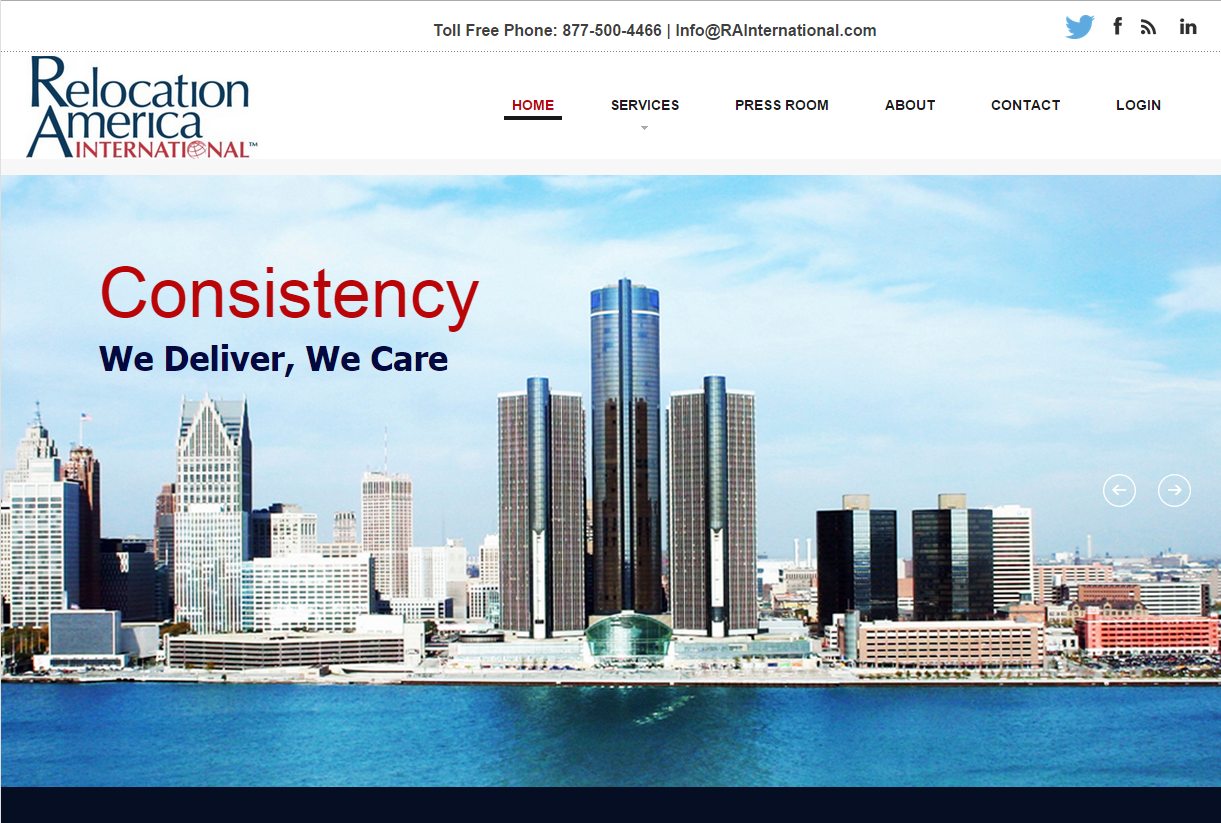 Toll Free Phone: 877-500-4466 | Info@RAInternational.com
Relocation
America
INTERNATIONAL™
HOME SERVICES PRESS ROOM ABOUT CONTACT LOGIN
Consistency
We Deliver, We Care